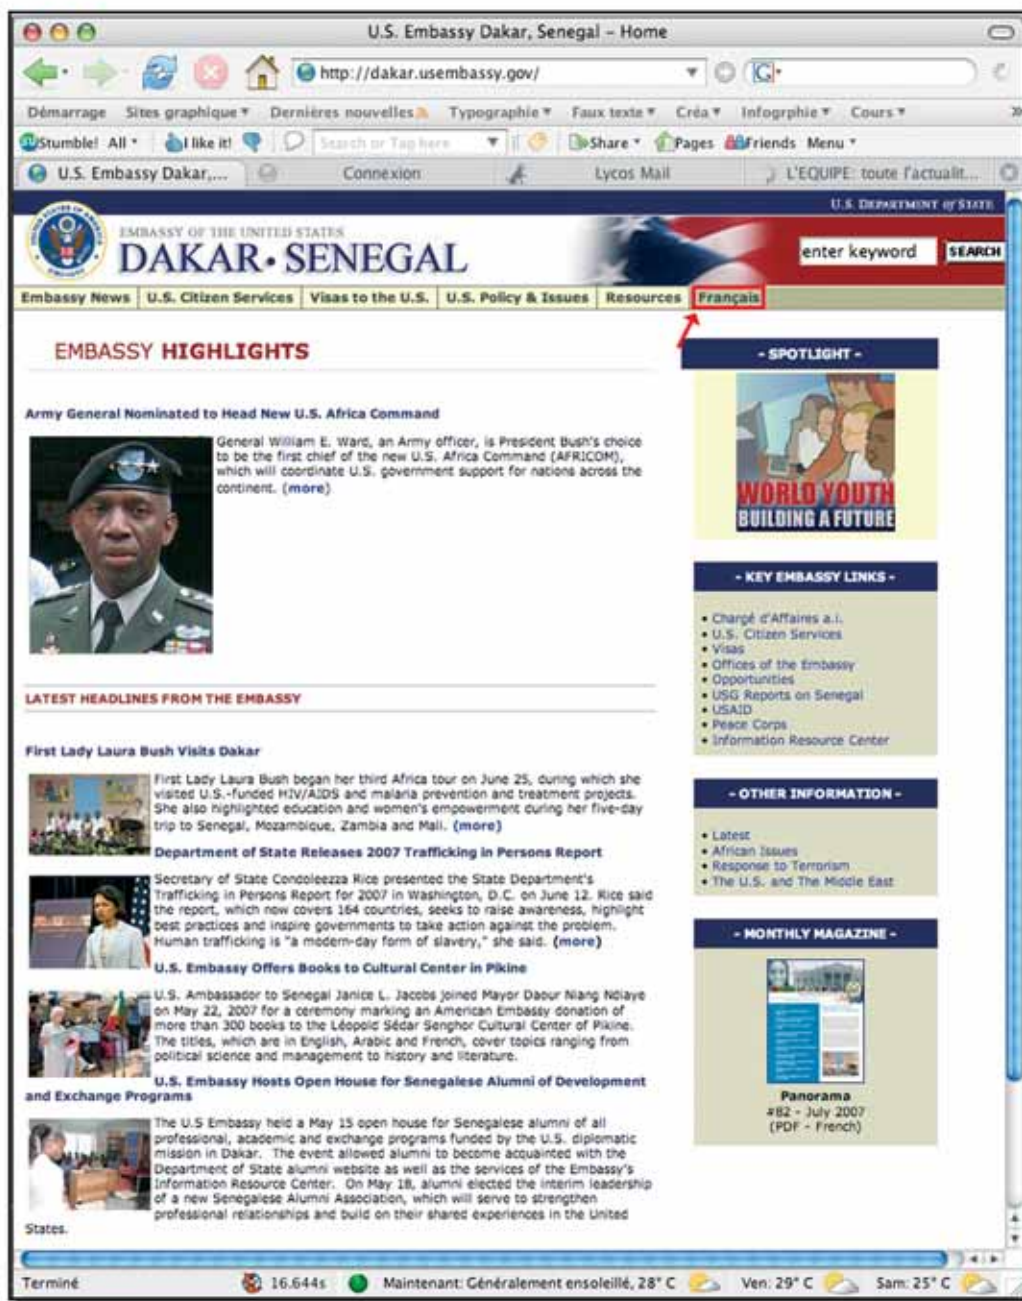 U.S. Embassy Dakar, Senegal – Home
http://dakar.usembassy.gov/
G
Démarrage Sites graphique Dernières nouvelles Typographie Faux texte Créa Infogrphie Cours
Stumble! All I like it! Search or Tag here Share Pages Friends Menu
U.S. Embassy Dakar,... Connexion Lycos Mail L'EQUIPE: toute l'actualit...
U.S. DEPARTMENT of STATE
EMBASSY OF THE UNITED STATES
DAKAR • SENEGAL
enter keyword SEARCH
Embassy News U.S. Citizen Services Visas to the U.S. U.S. Policy & Issues Resources Français
EMBASSY HIGHLIGHTS
Army General Nominated to Head New U.S. Africa Command
General William E. Ward, an Army officer, is President Bush's choice
to be the first chief of the new U.S. Africa Command (AFRICOM),
which will coordinate U.S. government support for nations across the
continent. (more)
LATEST HEADLINES FROM THE EMBASSY
First Lady Laura Bush Visits Dakar
First Lady Laura Bush began her third Africa tour on June 25, during which she
visited U.S.-funded HIV/AIDS and malaria prevention and treatment projects.
She also highlighted education and women's empowerment during her five-day
trip to Senegal, Mozambique, Zambia and Mali. (more)
Department of State Releases 2007 Trafficking in Persons Report
Secretary of State Condoleezza Rice presented the State Department's
Trafficking in Persons Report for 2007 in Washington, D.C. on June 12. Rice said
the report, which now covers 164 countries, seeks to raise awareness, highlight
best practices and inspire governments to take action against the problem.
Human trafficking is "a modern-day form of slavery," she said. (more)
U.S. Embassy Offers Books to Cultural Center in Pikine
U.S. Ambassador to Senegal Janice L. Jacobs joined Mayor Daour Niang Ndiaye
on May 22, 2007 for a ceremony marking an American Embassy donation of
more than 300 books to the Léopold Sédar Senghor Cultural Center of Pikine.
The titles, which are in English, Arabic and French, cover topics ranging from
political science and management to history and literature.
U.S. Embassy Hosts Open House for Senegalese Alumni of Development
and Exchange Programs
The U.S Embassy held a May 15 open house for Senegalese alumni of all
professional, academic and exchange programs funded by the U.S. diplomatic
mission in Dakar. The event allowed alumni to become acquainted with the
Department of State alumni website as well as the services of the Embassy's
Information Resource Center. On May 18, alumni elected the interim leadership
of a new Senegalese Alumni Association, which will serve to strengthen
professional relationships and build on their shared experiences in the United
States.
- SPOTLIGHT -
WORLD YOUTH
BUILDING A FUTURE
- KEY EMBASSY LINKS -
• Chargé d'Affaires a.i.
• U.S. Citizen Services
• Visas
• Offices of the Embassy
• Opportunities
• USG Reports on Senegal
• USAID
• Peace Corps
• Information Resource Center
- OTHER INFORMATION -
• Latest
• African Issues
• Response to Terrorism
• The U.S. and The Middle East
- MONTHLY MAGAZINE -
Panorama
#82 - July 2007
(PDF - French)
Terminé 16.644s Maintenant: Généralement ensoleillé, 28° C Ven: 29° C Sam: 25° C